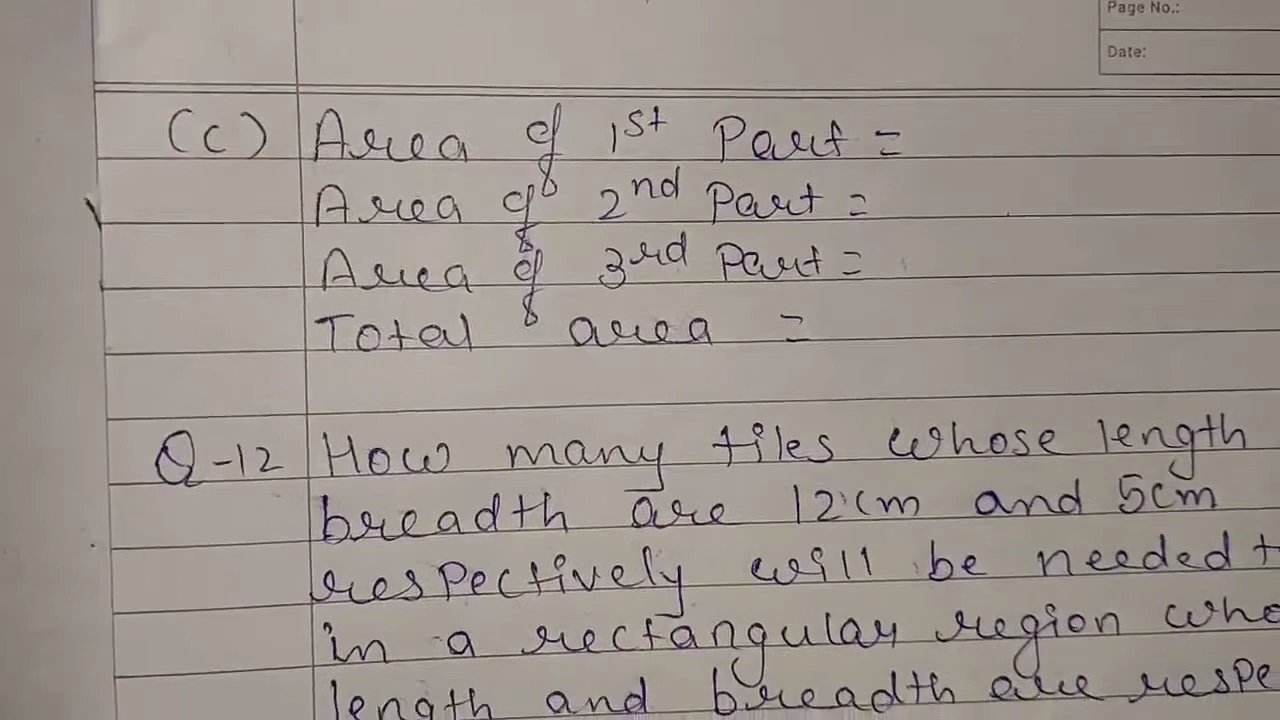 Page No.:
Date:
(c) Area of 1st Part =
Area of 2nd Part =
Area of 3rd Part =
Total area =
Q-12 How many tiles whose length
breadth are 12cm and 5cm
respectively will be needed
in a rectangular region
length and breadth are